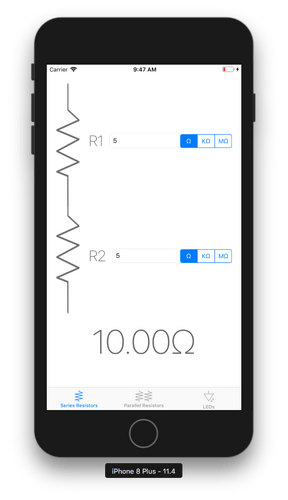 Carrier 9:47 AM
R1 5 Ω KΩ MΩ
R2 5 Ω KΩ MΩ
10.00Ω
Series Resistors Parallel Resistors LEDs
iPhone 8 Plus - 11.4